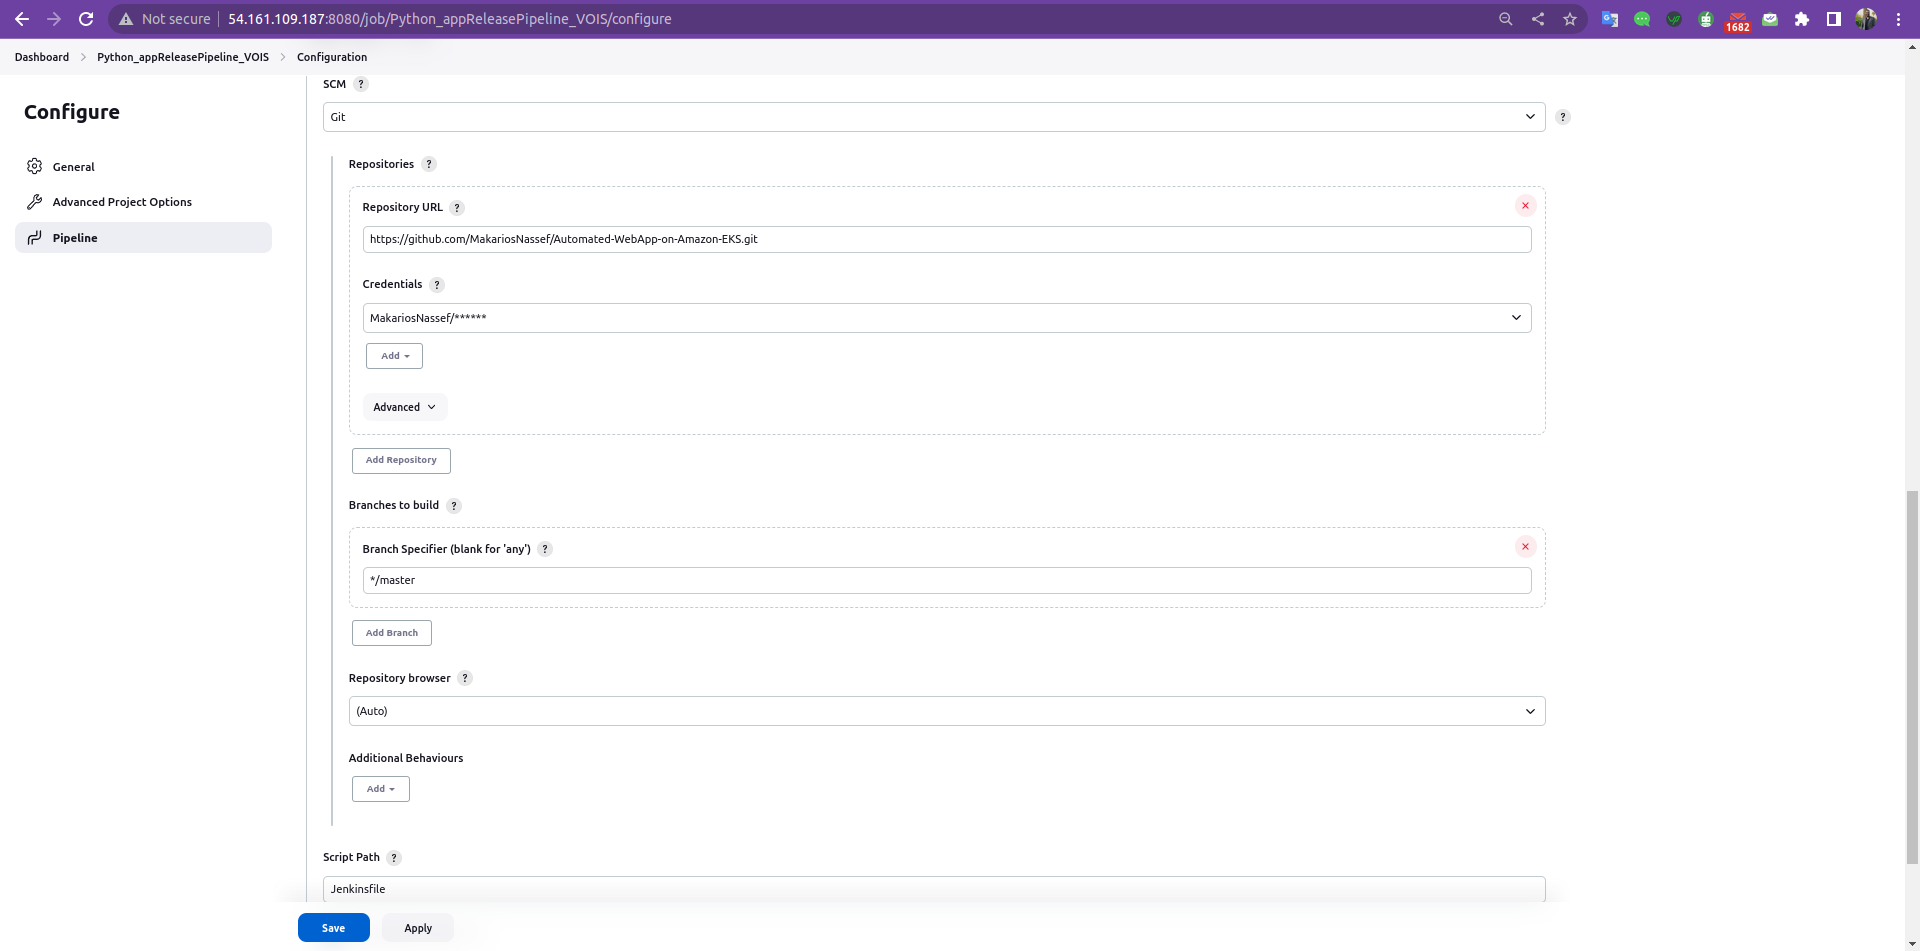 Not secure 54.161.109.187:8080/job/Python_appReleasePipeline_VOIS/configure
1682
Dashboard Python_appReleasePipeline_VOIS Configuration
Configure
General
Advanced Project Options
Pipeline
SCM ?
Git
?
Repositories ?
Repository URL ?
https://github.com/MakariosNassef/Automated-WebApp-on-Amazon-EKS.git
Credentials ?
MakariosNassef/******
Add
Advanced
Add Repository
Branches to build ?
Branch Specifier (blank for 'any') ?
*/master
Add Branch
Repository browser ?
(Auto)
Additional Behaviours
Add
Script Path ?
Jenkinsfile
Save Apply